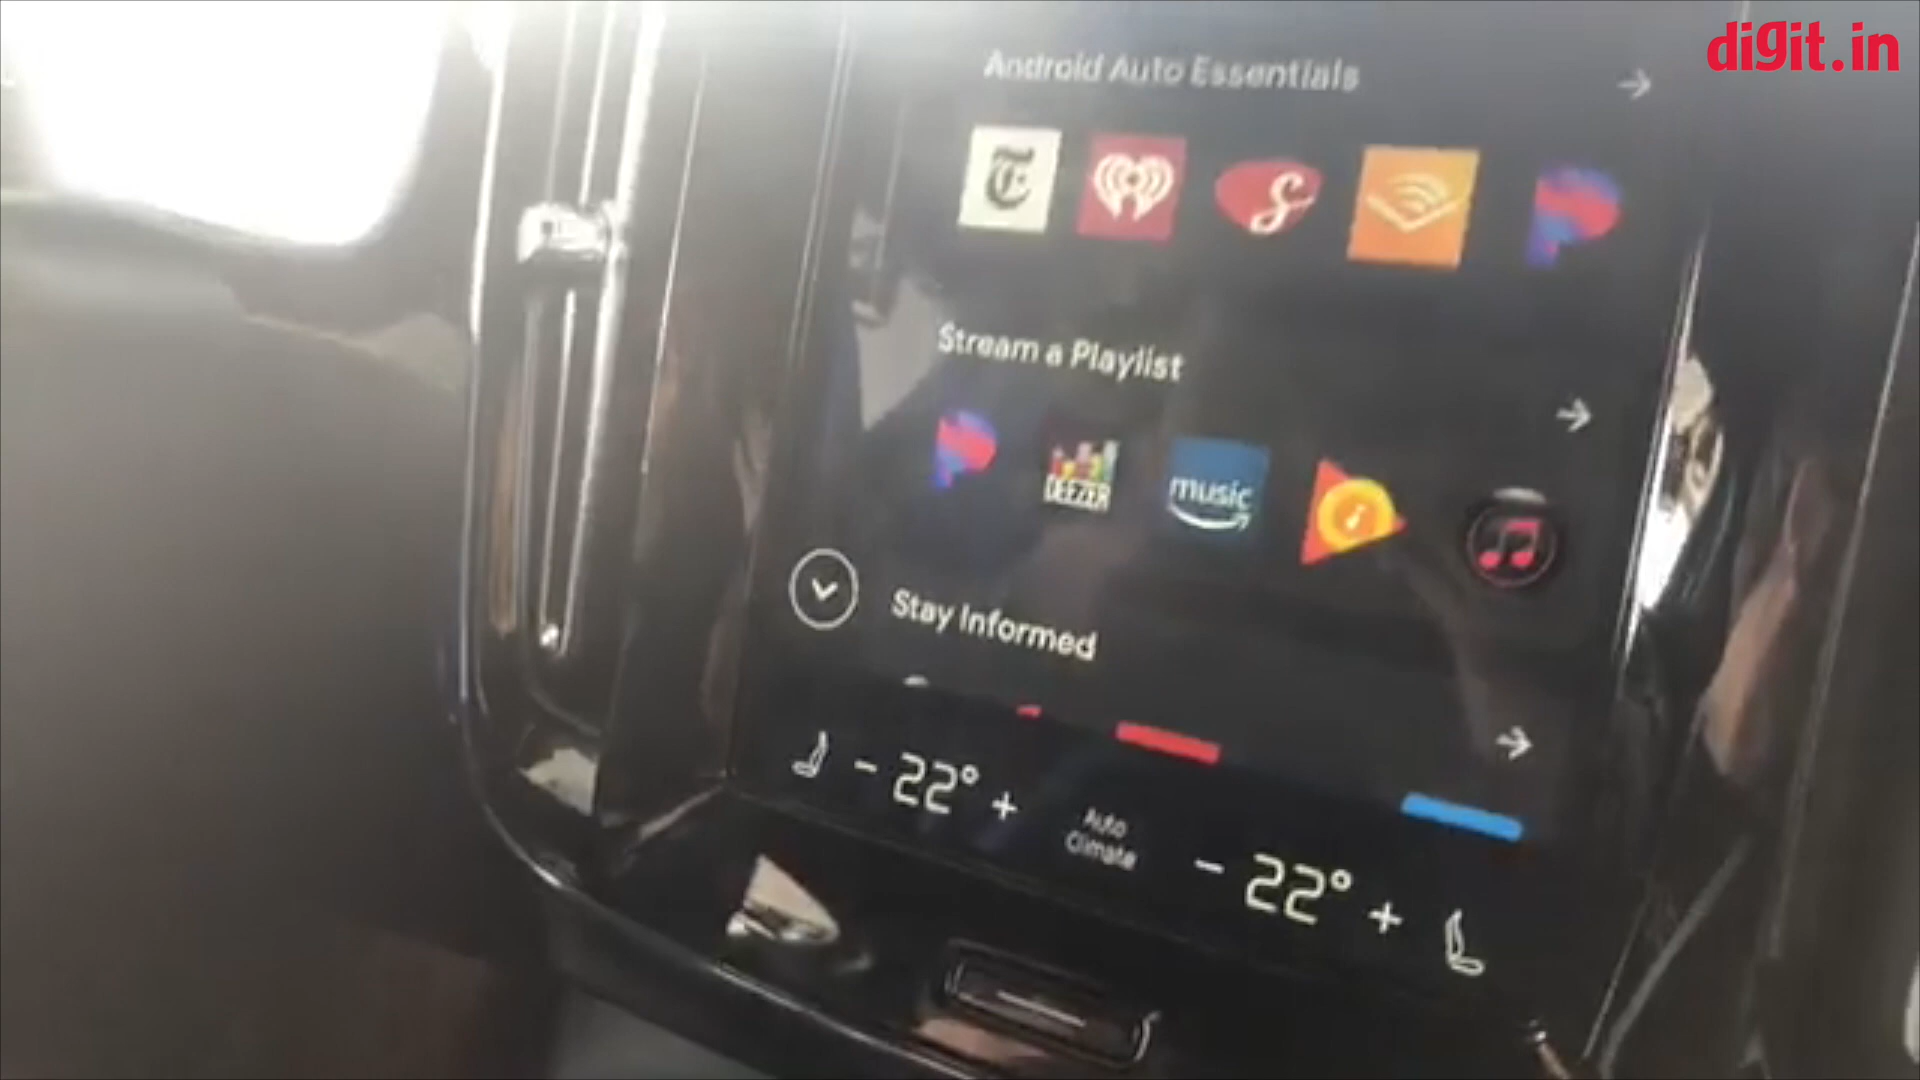 digit.in
Android Auto Essentials
Stream a Playlist
DEEZER
music
Stay Informed
- 22° +
Auto
Climate
- 22° +